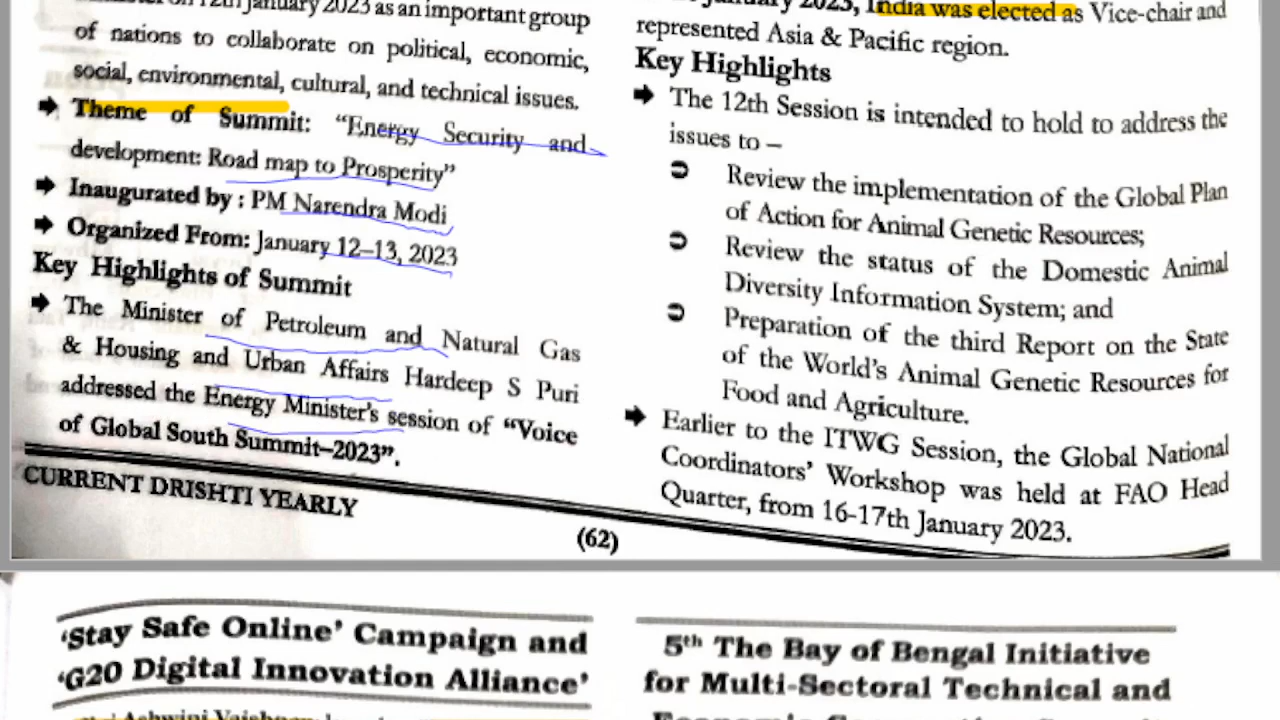 12th January 2023 as an important group
of nations to collaborate on political, economic,
social, environmental, cultural, and technical issues.
Theme of Summit: “Energy Security and
development: Road map to Prosperity”
Inaugurated by : PM Narendra Modi
Organized From: January 12–13, 2023
Key Highlights of Summit
The Minister of Petroleum and Natural Gas
& Housing and Urban Affairs Hardeep S Puri
addressed the Energy Minister's session of “Voice
of Global South Summit–2023”.
CURRENT DRISHTI YEARLY
2023, India was elected as Vice-chair and
represented Asia & Pacific region.
Key Highlights
The 12th Session is intended to hold to address the
issues to –
Review the implementation of the Global Plan
of Action for Animal Genetic Resources;
Review the status of the Domestic Animal
Diversity Information System; and
Preparation of the third Report on the State
of the World's Animal Genetic Resources for
Food and Agriculture.
Earlier to the ITWG Session, the Global National
Coordinators' Workshop was held at FAO Head
Quarter, from 16-17th January 2023.
(62)
‘Stay Safe Online’ Campaign and
‘G20 Digital Innovation Alliance’
5th The Bay of Bengal Initiative
for Multi-Sectoral Technical and